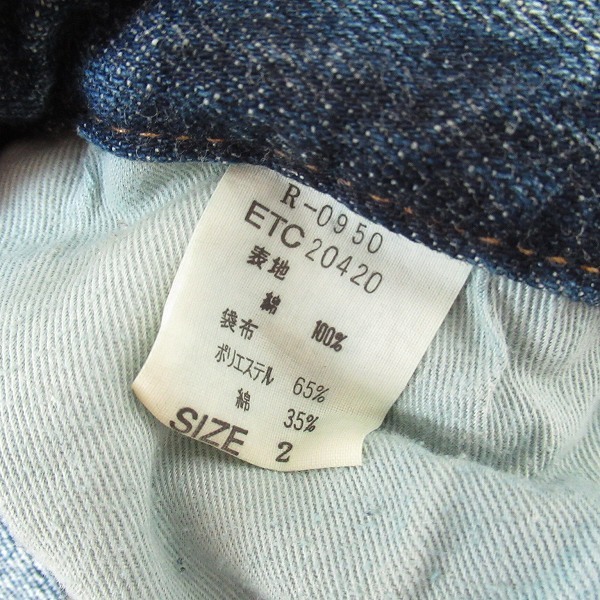 R-0950
ETC 20420
表地
綿 100%
袋布
ポリエステル 65%
綿 35%
SIZE 2